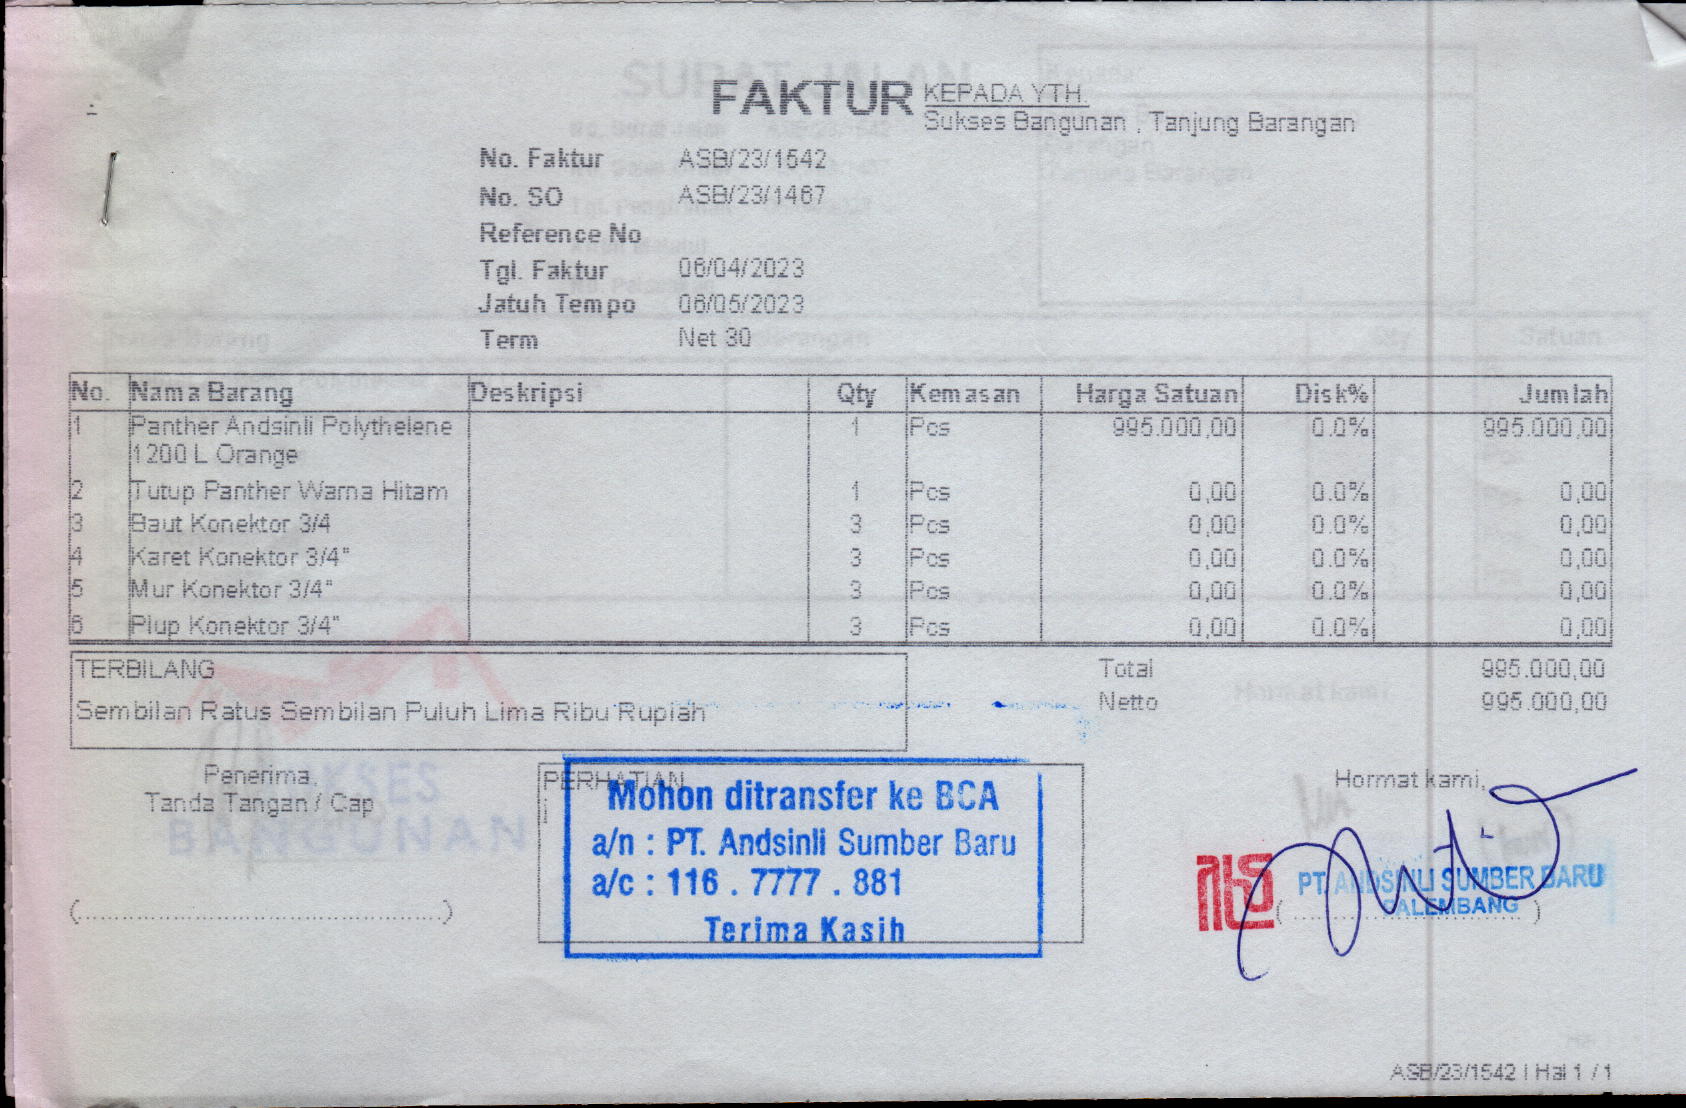 FAKTUR
KEPADA YTH.
Sukses Bangunan , Tanjung Barangan
No. Faktur ASB/23/1542
No. SO ASB/23/1467
Reference No
Tgl. Faktur 06/04/2023
Jatuh Tempo 06/05/2023
Term Net 30
No. Nama Barang Deskripsi Qty Kemasan Harga Satuan Disk% Jumlah
1 Panther Andsinli Polythelene 1 Pcs 995.000,00 0.0% 995.000,00
1200 L Orange
2 Tutup Panther Warna Hitam 1 Pcs 0,00 0.0% 0,00
3 Baut Konektor 3/4 3 Pcs 0,00 0.0% 0,00
4 Karet Konektor 3/4" 3 Pcs 0,00 0.0% 0,00
5 Mur Konektor 3/4" 3 Pcs 0,00 0.0% 0,00
6 Plup Konektor 3/4" 3 Pcs 0,00 0.0% 0,00
TERBILANG
Sembilan Ratus Sembilan Puluh Lima Ribu Rupiah
Total 995.000,00
Netto 995.000,00
Penerima,
Tanda Tangan / Cap
SUKSES
BANGUNAN
(............................................)
PERHATIAN
Mohon ditransfer ke BCA
a/n : PT. Andsinli Sumber Baru
a/c : 116 . 7777 . 881
Terima Kasih
Hormat kami,
PT. ANDSINLI SUMBER BARU
PALEMBANG
ASB/23/1542 | Hal 1 / 1